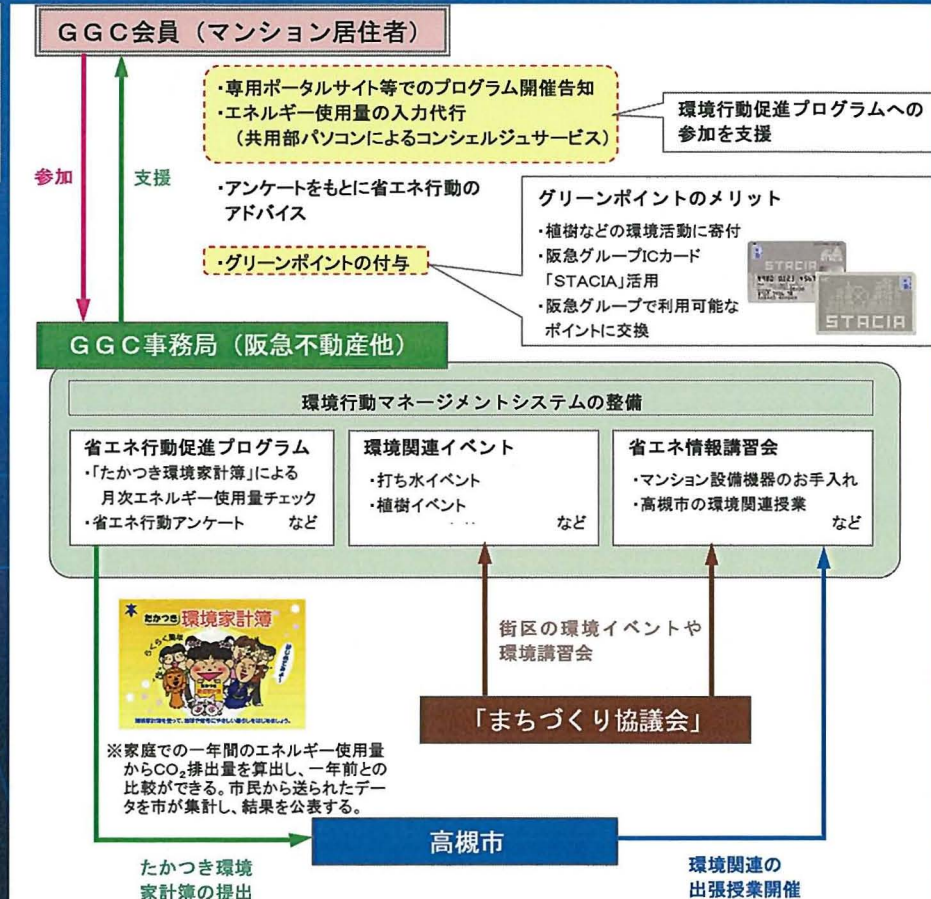 GGC会員(マンション居住者)
参加
支援
・専用ポータルサイト等でのプログラム開催告知
・エネルギー使用量の入力代行
(共用部パソコンによるコンシェルジュサービス)
環境行動促進プログラムへの
参加を支援
・アンケートをもとに省エネ行動の
アドバイス
・グリーンポイントの付与
グリーンポイントのメリット
・植樹などの環境活動に寄付
・阪急グループICカード
「STACIA」活用
・阪急グループで利用可能な
ポイントに交換
STACIA
STACIA
GGC事務局(阪急不動産他)
環境行動マネージメントシステムの整備
省エネ行動促進プログラム
・「たかつき環境家計簿」による
月次エネルギー使用量チェック
・省エネ行動アンケート など
環境関連イベント
・打ち水イベント
・植樹イベント
など
省エネ情報講習会
・マンション設備機器のお手入れ
・高槻市の環境関連授業
など
たかつき環境家計簿
街区の環境イベントや
環境講習会
「まちづくり協議会」
※家庭での一年間のエネルギー使用量
からCO₂排出量を算出し、一年前との
比較ができる。市民から送られたデー
タを市が集計し、結果を公表する。
高槻市
たかつき環境
家計簿の提出
環境関連の
出張授業開催